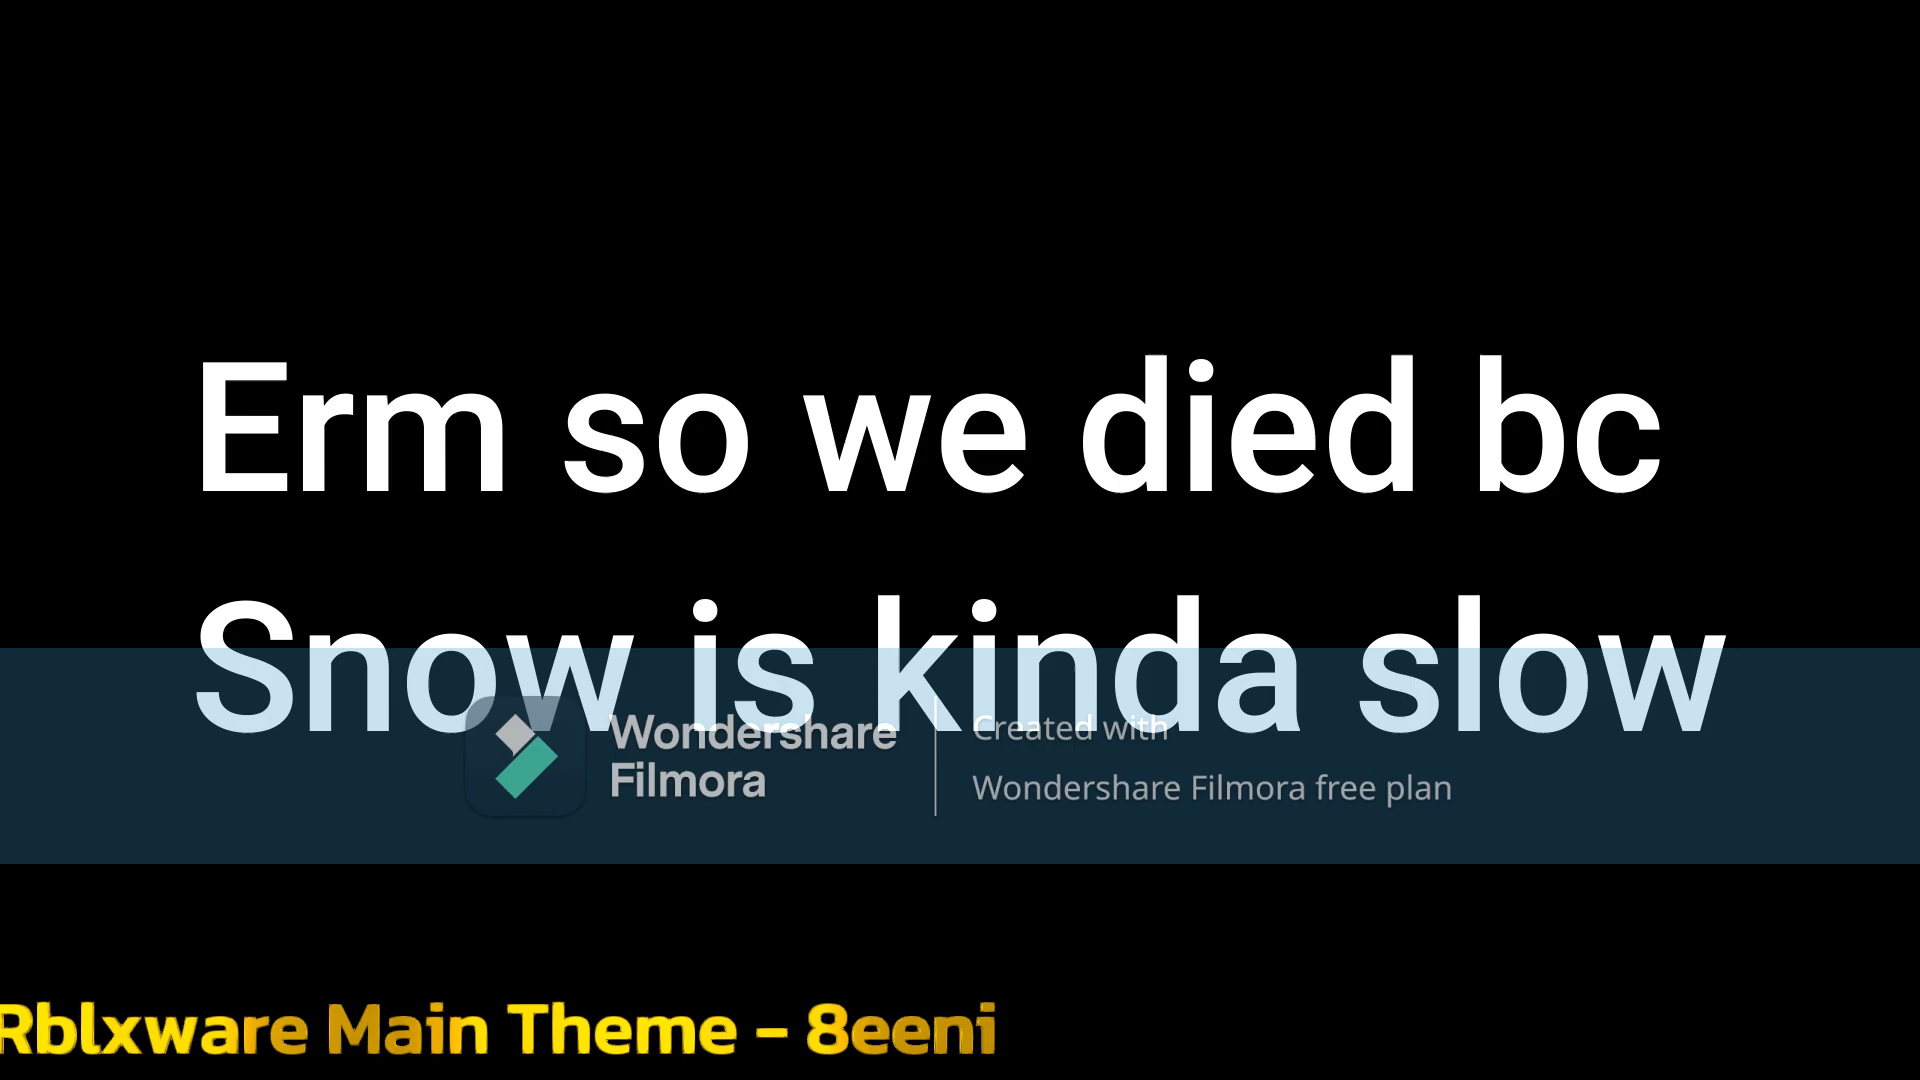 Erm so we died bc
Snow is kinda slow
Wondershare
Filmora
Created with
Wondershare Filmora free plan
Rblxware Main Theme – 8eeni